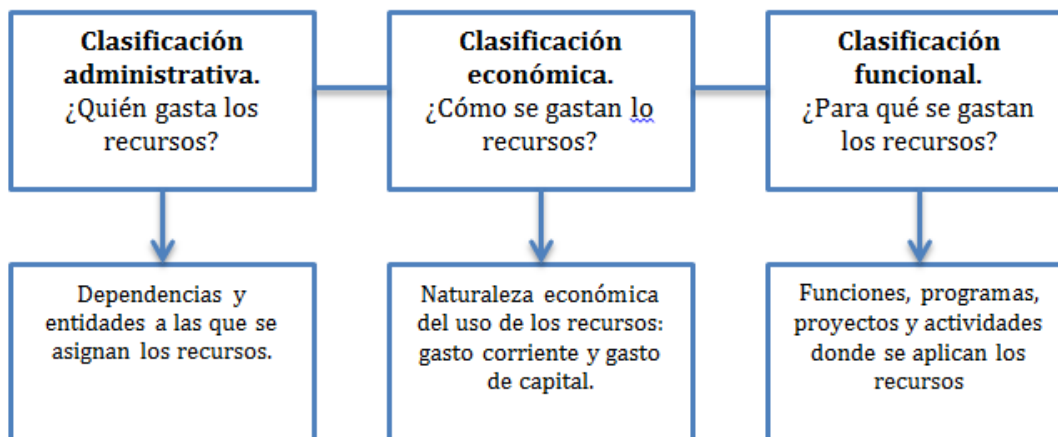 Clasificación
administrativa.
¿Quién gasta los
recursos?
Clasificación
económica.
¿Cómo se gastan lo
recursos?
Clasificación
funcional.
¿Para qué se gastan
los recursos?
Dependencias y
entidades a las que se
asignan los recursos.
Naturaleza económica
del uso de los recursos:
gasto corriente y gasto
de capital.
Funciones, programas,
proyectos y actividades
donde se aplican los
recursos